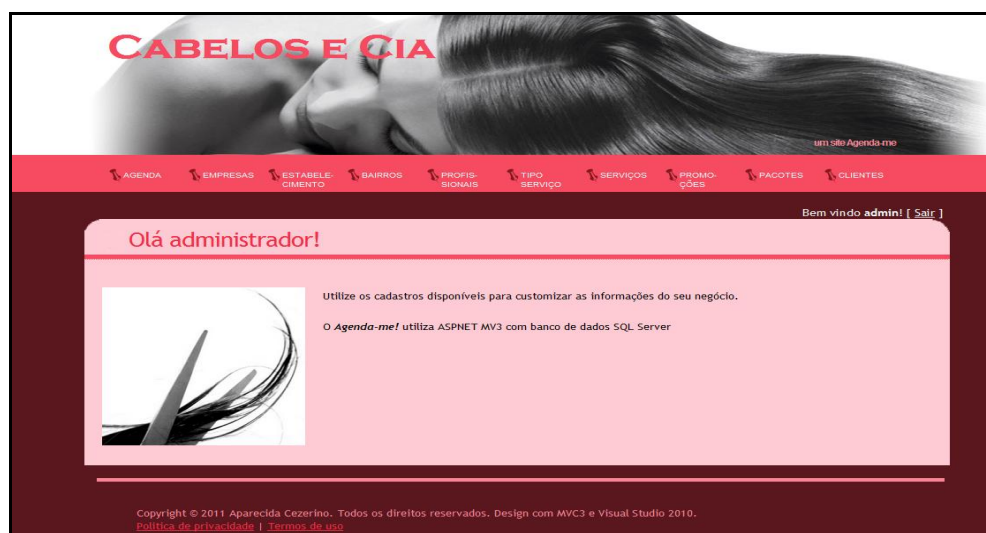 CABELOS E CIA
um site Agenda-me
AGENDA EMPRESAS ESTABELE-CIMENTO BAIRROS PROFIS-SIONAIS TIPO SERVIÇO SERVIÇOS PROMO-ÇÕES PACOTES CLIENTES
Bem vindo admin! [ Sair ]
Olá administrador!
Utilize os cadastros disponíveis para customizar as informações do seu negócio.
O Agenda-me! utiliza ASPNET MV3 com banco de dados SQL Server
Copyright © 2011 Aparecida Cezerino. Todos os direitos reservados. Design com MVC3 e Visual Studio 2010.
Política de privacidade | Termos de uso